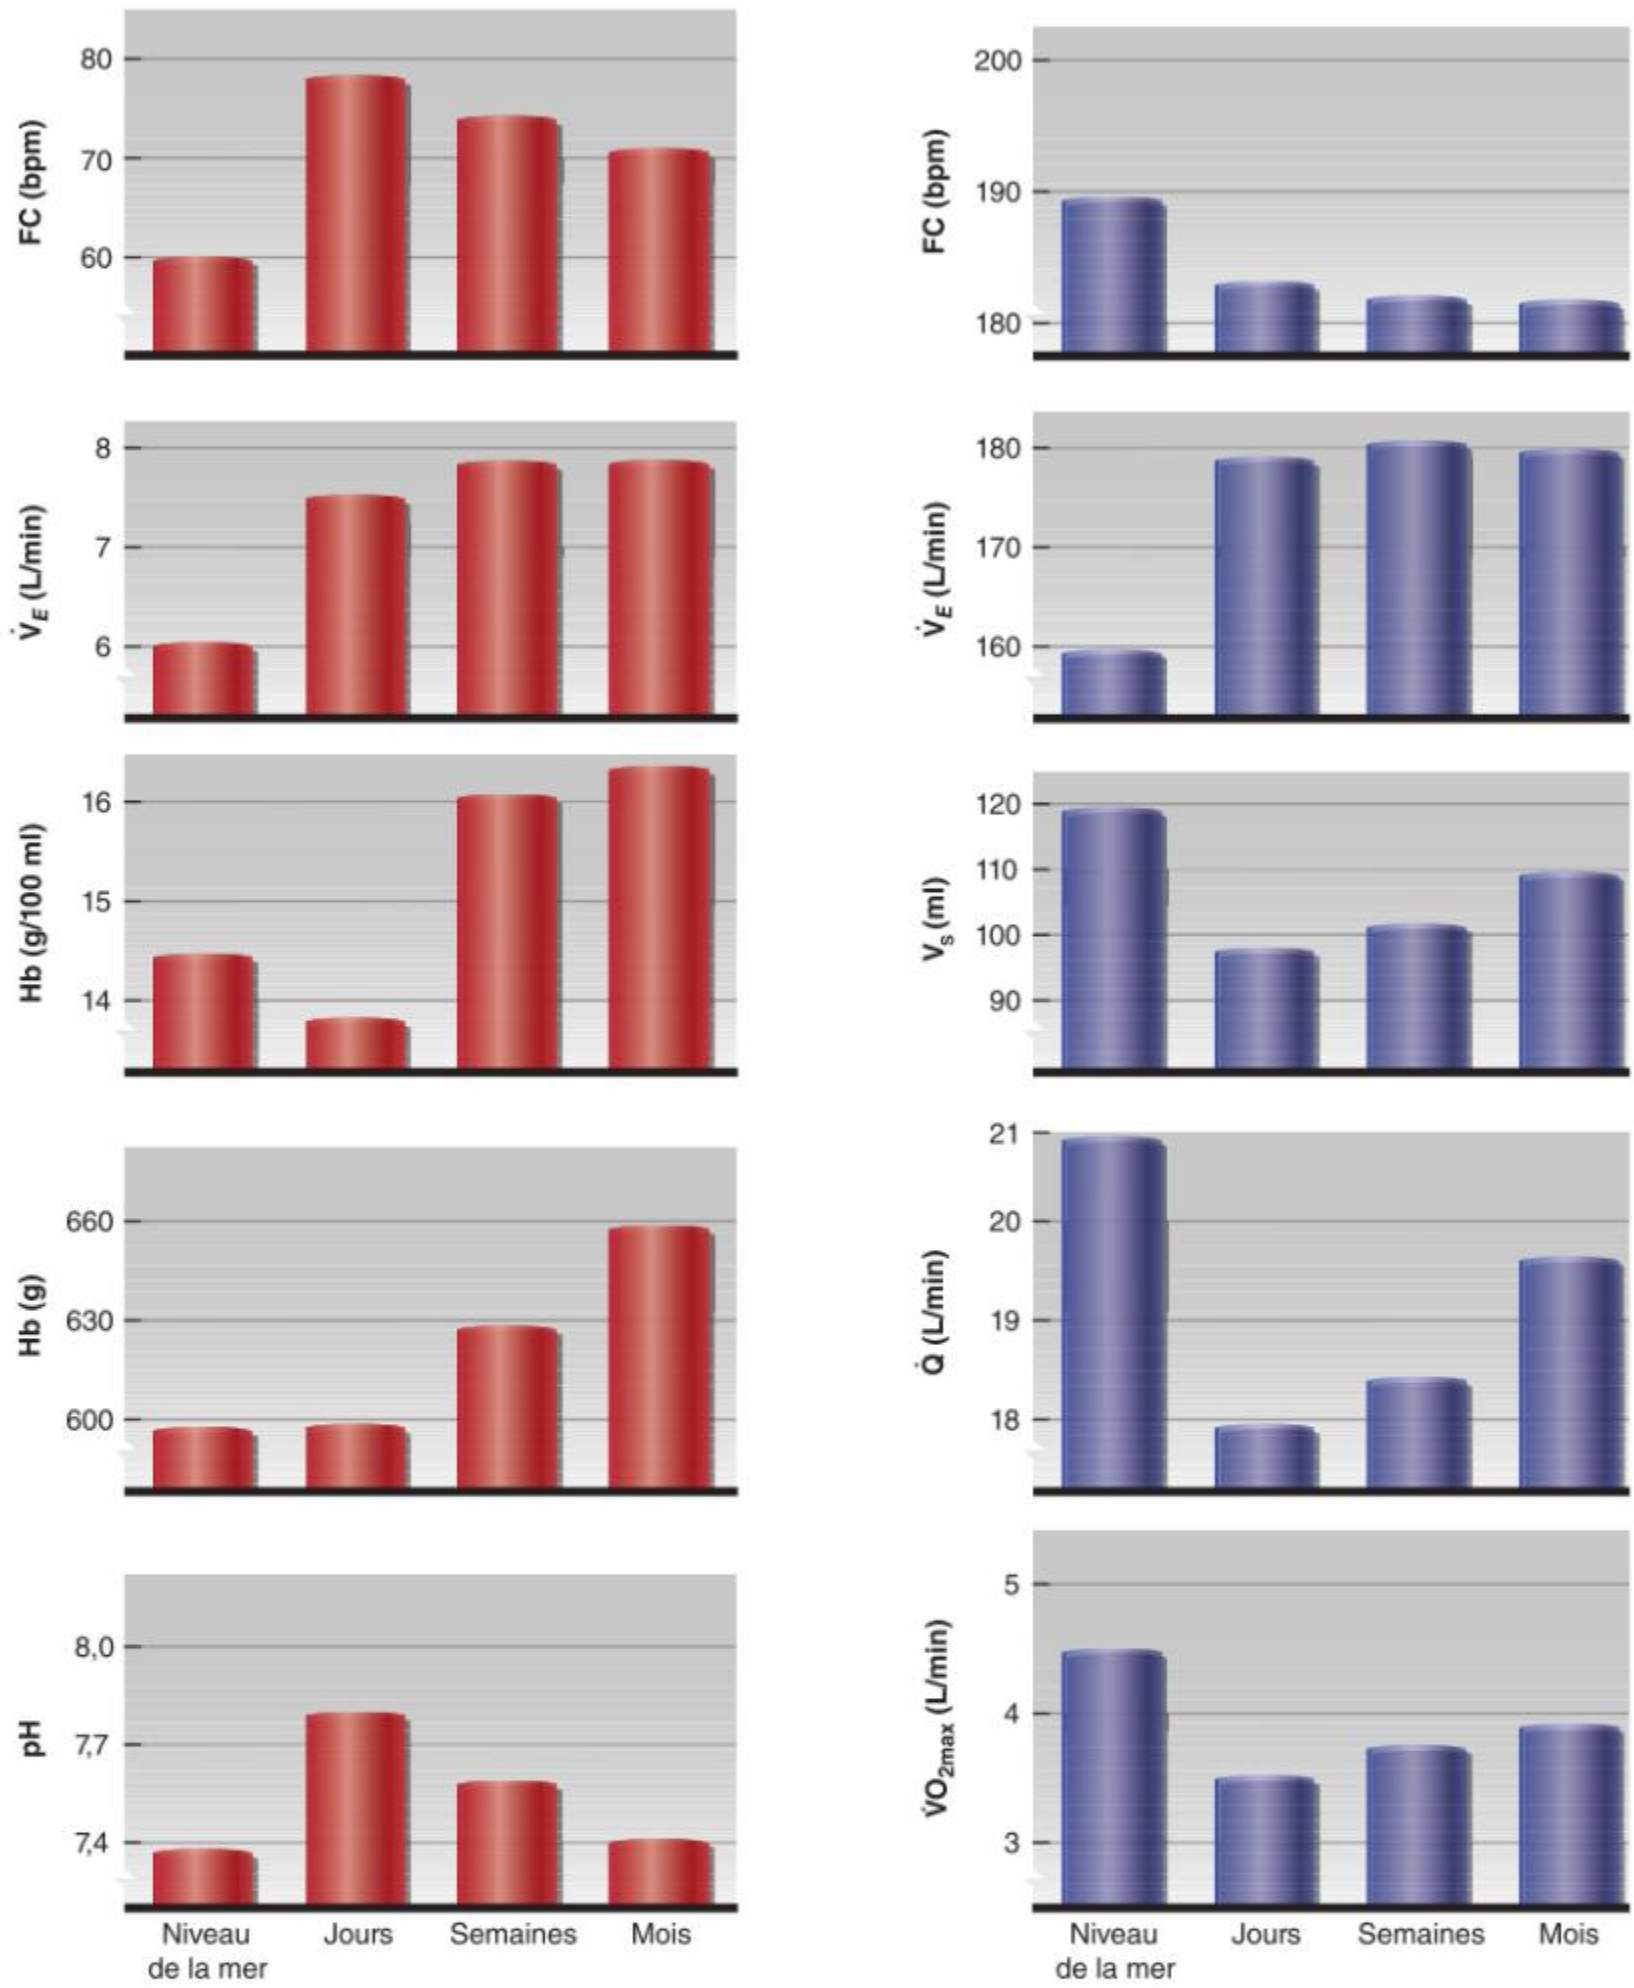 80
70
60
FC (bpm)
200
190
180
FC (bpm)
8
7
6
V̇E (L/min)
180
170
160
V̇E (L/min)
16
15
14
Hb (g/100 ml)
120
110
100
90
Vs (ml)
660
630
600
Hb (g)
21
20
19
18
Q̇ (L/min)
8,0
7,7
7,4
pH
5
4
3
V̇O2max (L/min)
Niveau de la mer
Jours
Semaines
Mois
Niveau de la mer
Jours
Semaines
Mois